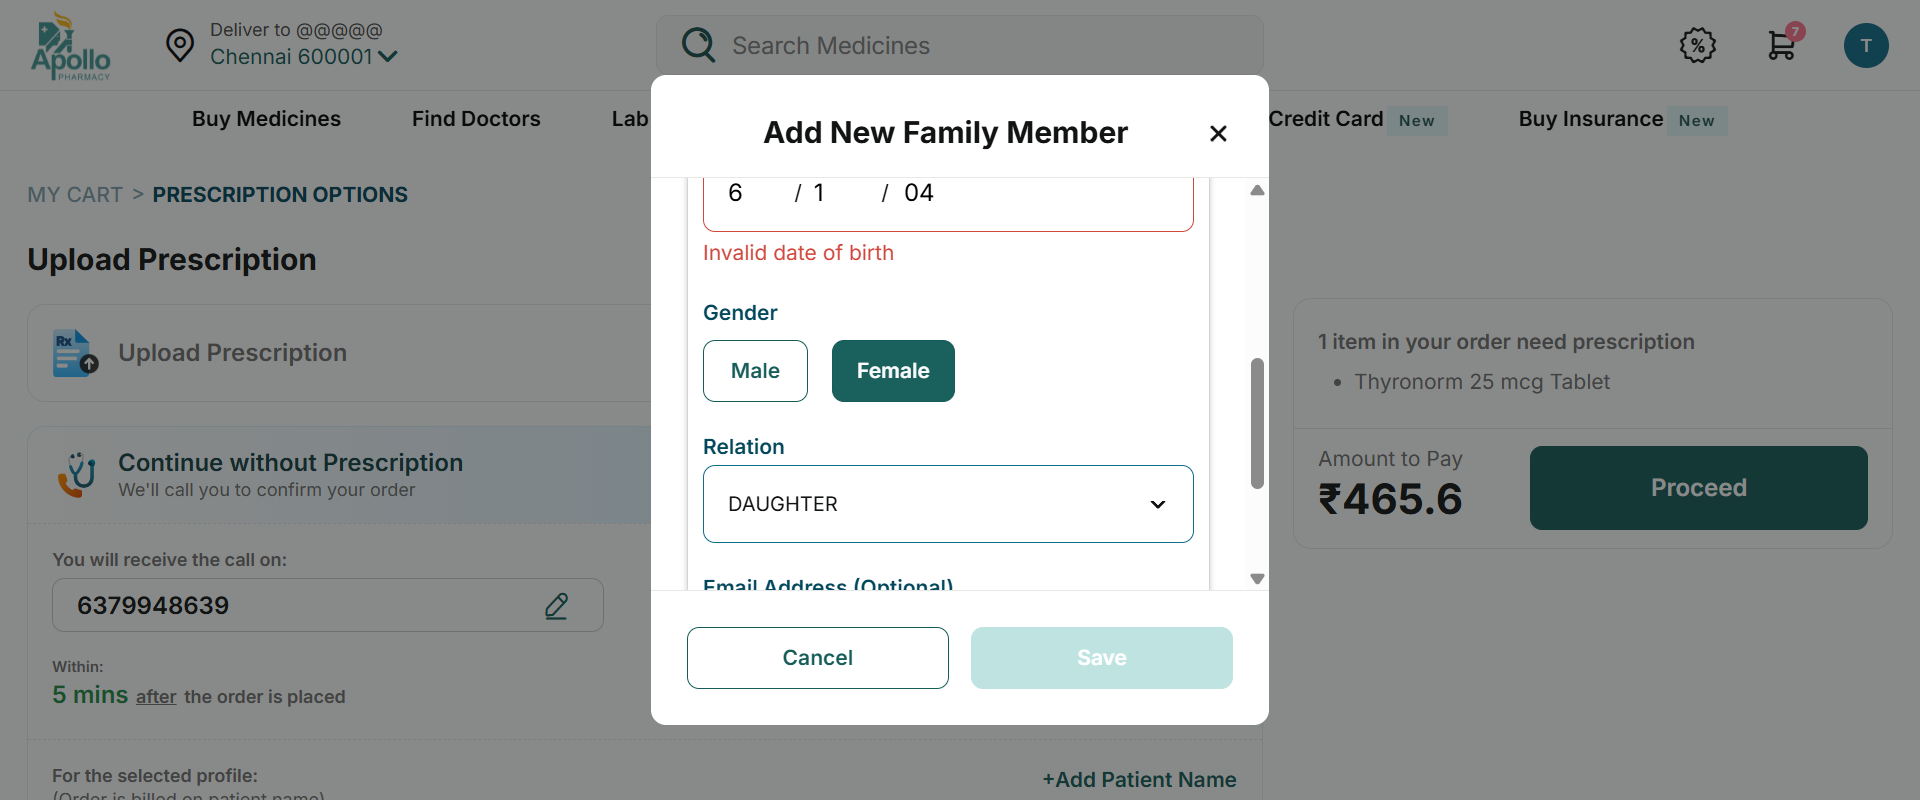 Apollo
PHARMACY
Deliver to @@@@@
Chennai 600001
Search Medicines
%
7
T
Buy Medicines
Find Doctors
Lab
Credit Card New
Buy Insurance New
MY CART > PRESCRIPTION OPTIONS
Upload Prescription
Rx
Upload Prescription
Continue without Prescription
We'll call you to confirm your order
You will receive the call on:
6379948639
Within:
5 mins after the order is placed
For the selected profile:
(Order is billed on patient name)
+Add Patient Name
Add New Family Member
6 / 1 / 04
Invalid date of birth
Gender
Male
Female
Relation
DAUGHTER
Email Address (Optional)
Cancel
Save
1 item in your order need prescription
• Thyronorm 25 mcg Tablet
Amount to Pay
₹465.6
Proceed